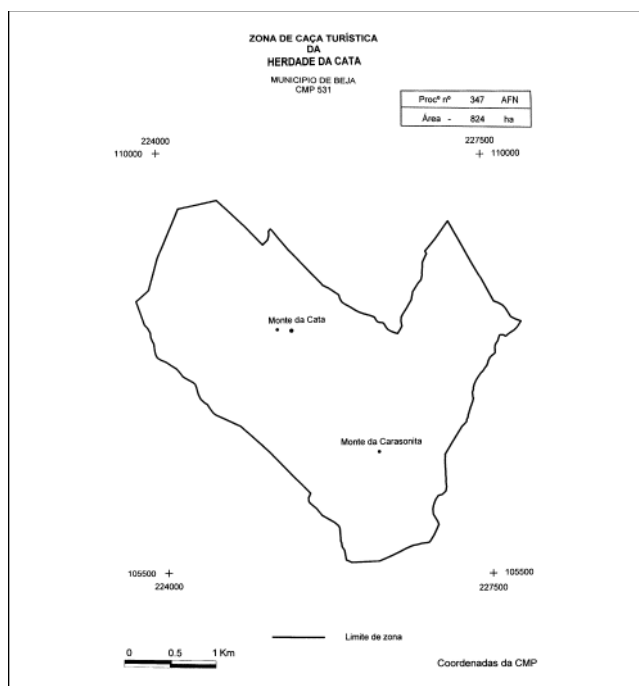 ZONA DE CAÇA TURÍSTICA
DA
HERDADE DA CATA
MUNICIPIO DE BEJA
CMP 531
Procº nº 347 AFN
Área - 824 ha
224000
110000
227500
110000
Monte da Cata
Monte da Carasonita
105500
224000
105500
227500
Limite de zona
0 0.5 1 Km
Coordenadas da CMP